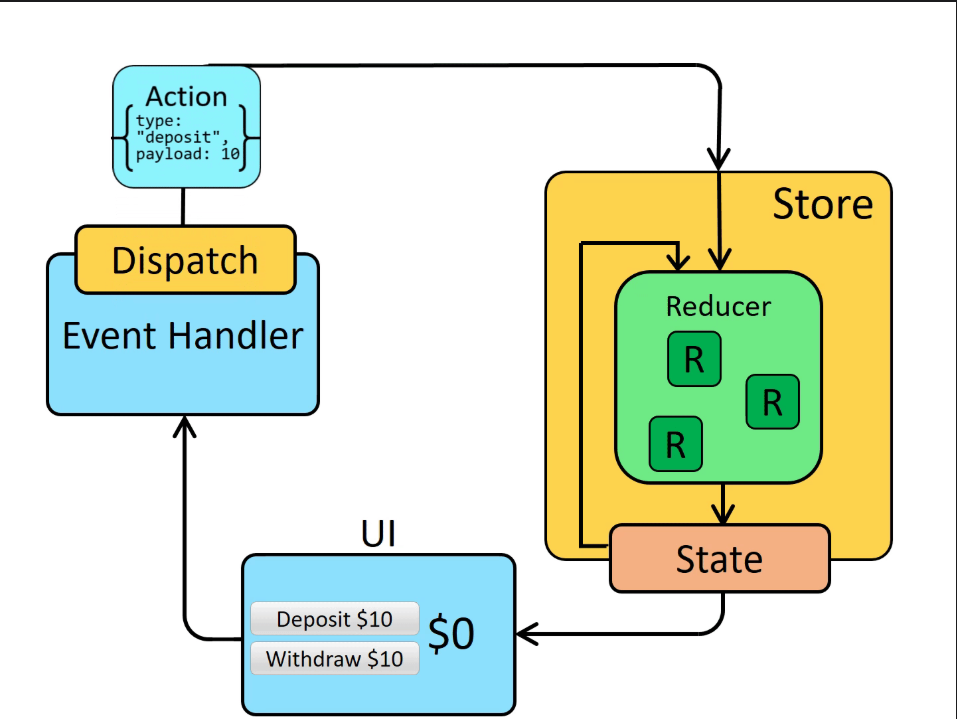 Action
type:
"deposit",
payload: 10
Dispatch
Event Handler
Store
Reducer
R
R
R
State
UI
Deposit $10
Withdraw $10
$0